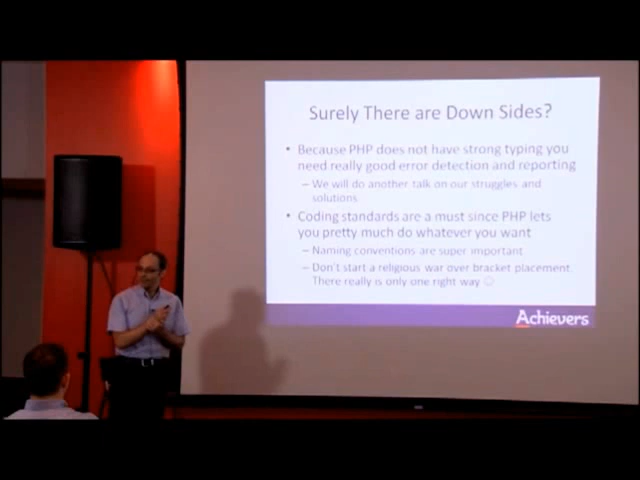 Surely There are Down Sides?
• Because PHP does not have strong typing you
need really good error detection and reporting
– We will do another talk on our struggles and
solutions
• Coding standards are a must since PHP lets
you pretty much do whatever you want
– Naming conventions are super important
– Don't start a religious war over bracket placement.
There really is only one right way ☺
Achievers